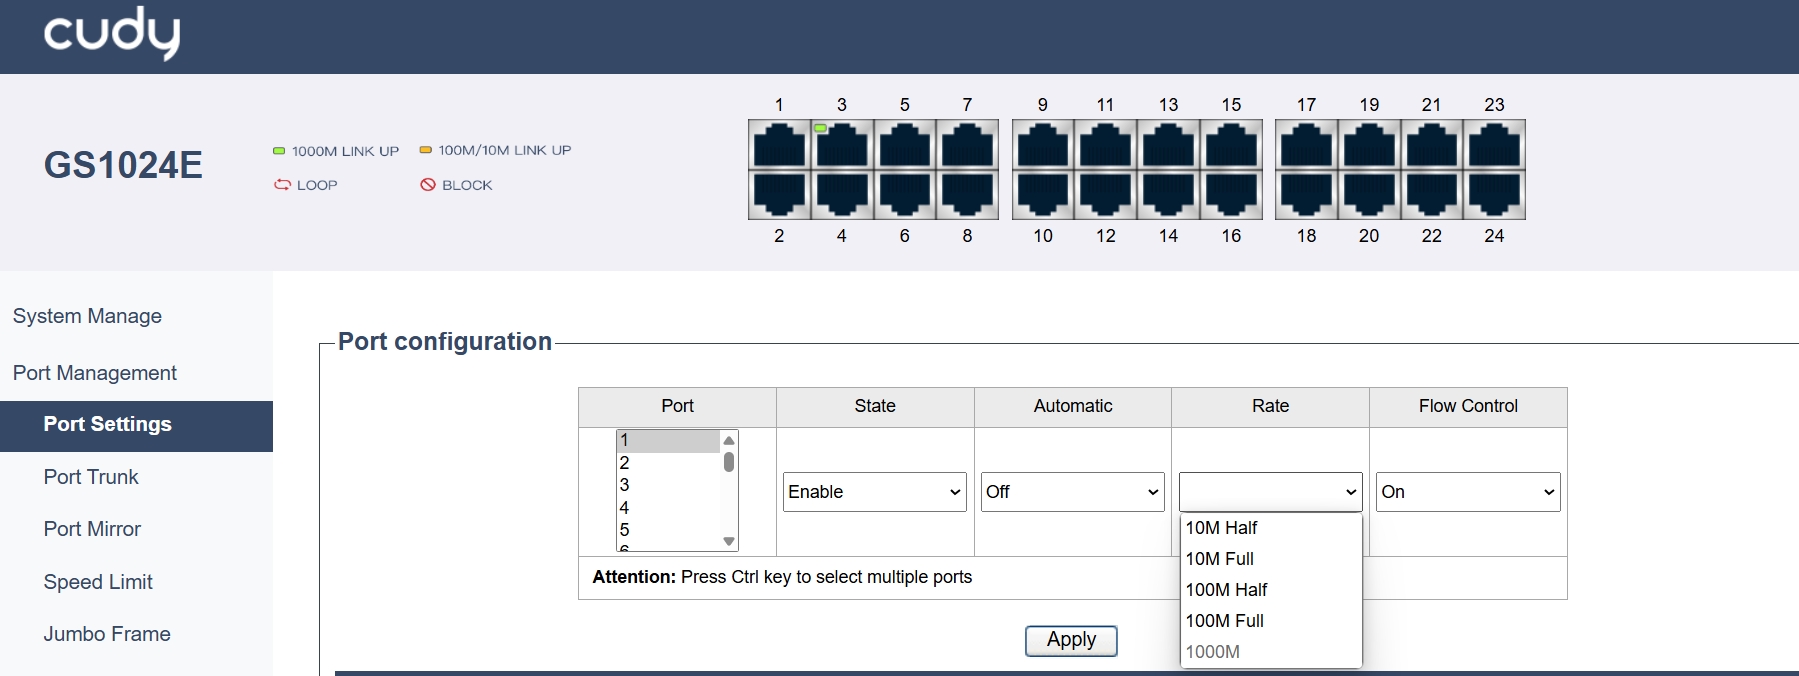 cudy
1 3 5 7 9 11 13 15 17 19 21 23
GS1024E
1000M LINK UP 100M/10M LINK UP
LOOP BLOCK
2 4 6 8 10 12 14 16 18 20 22 24
System Manage
Port Management
Port Settings
Port Trunk
Port Mirror
Speed Limit
Jumbo Frame
Port configuration
Port State Automatic Rate Flow Control
1
2
3
4
5
6
Enable Off On
10M Half
10M Full
100M Half
100M Full
1000M
Attention: Press Ctrl key to select multiple ports
Apply